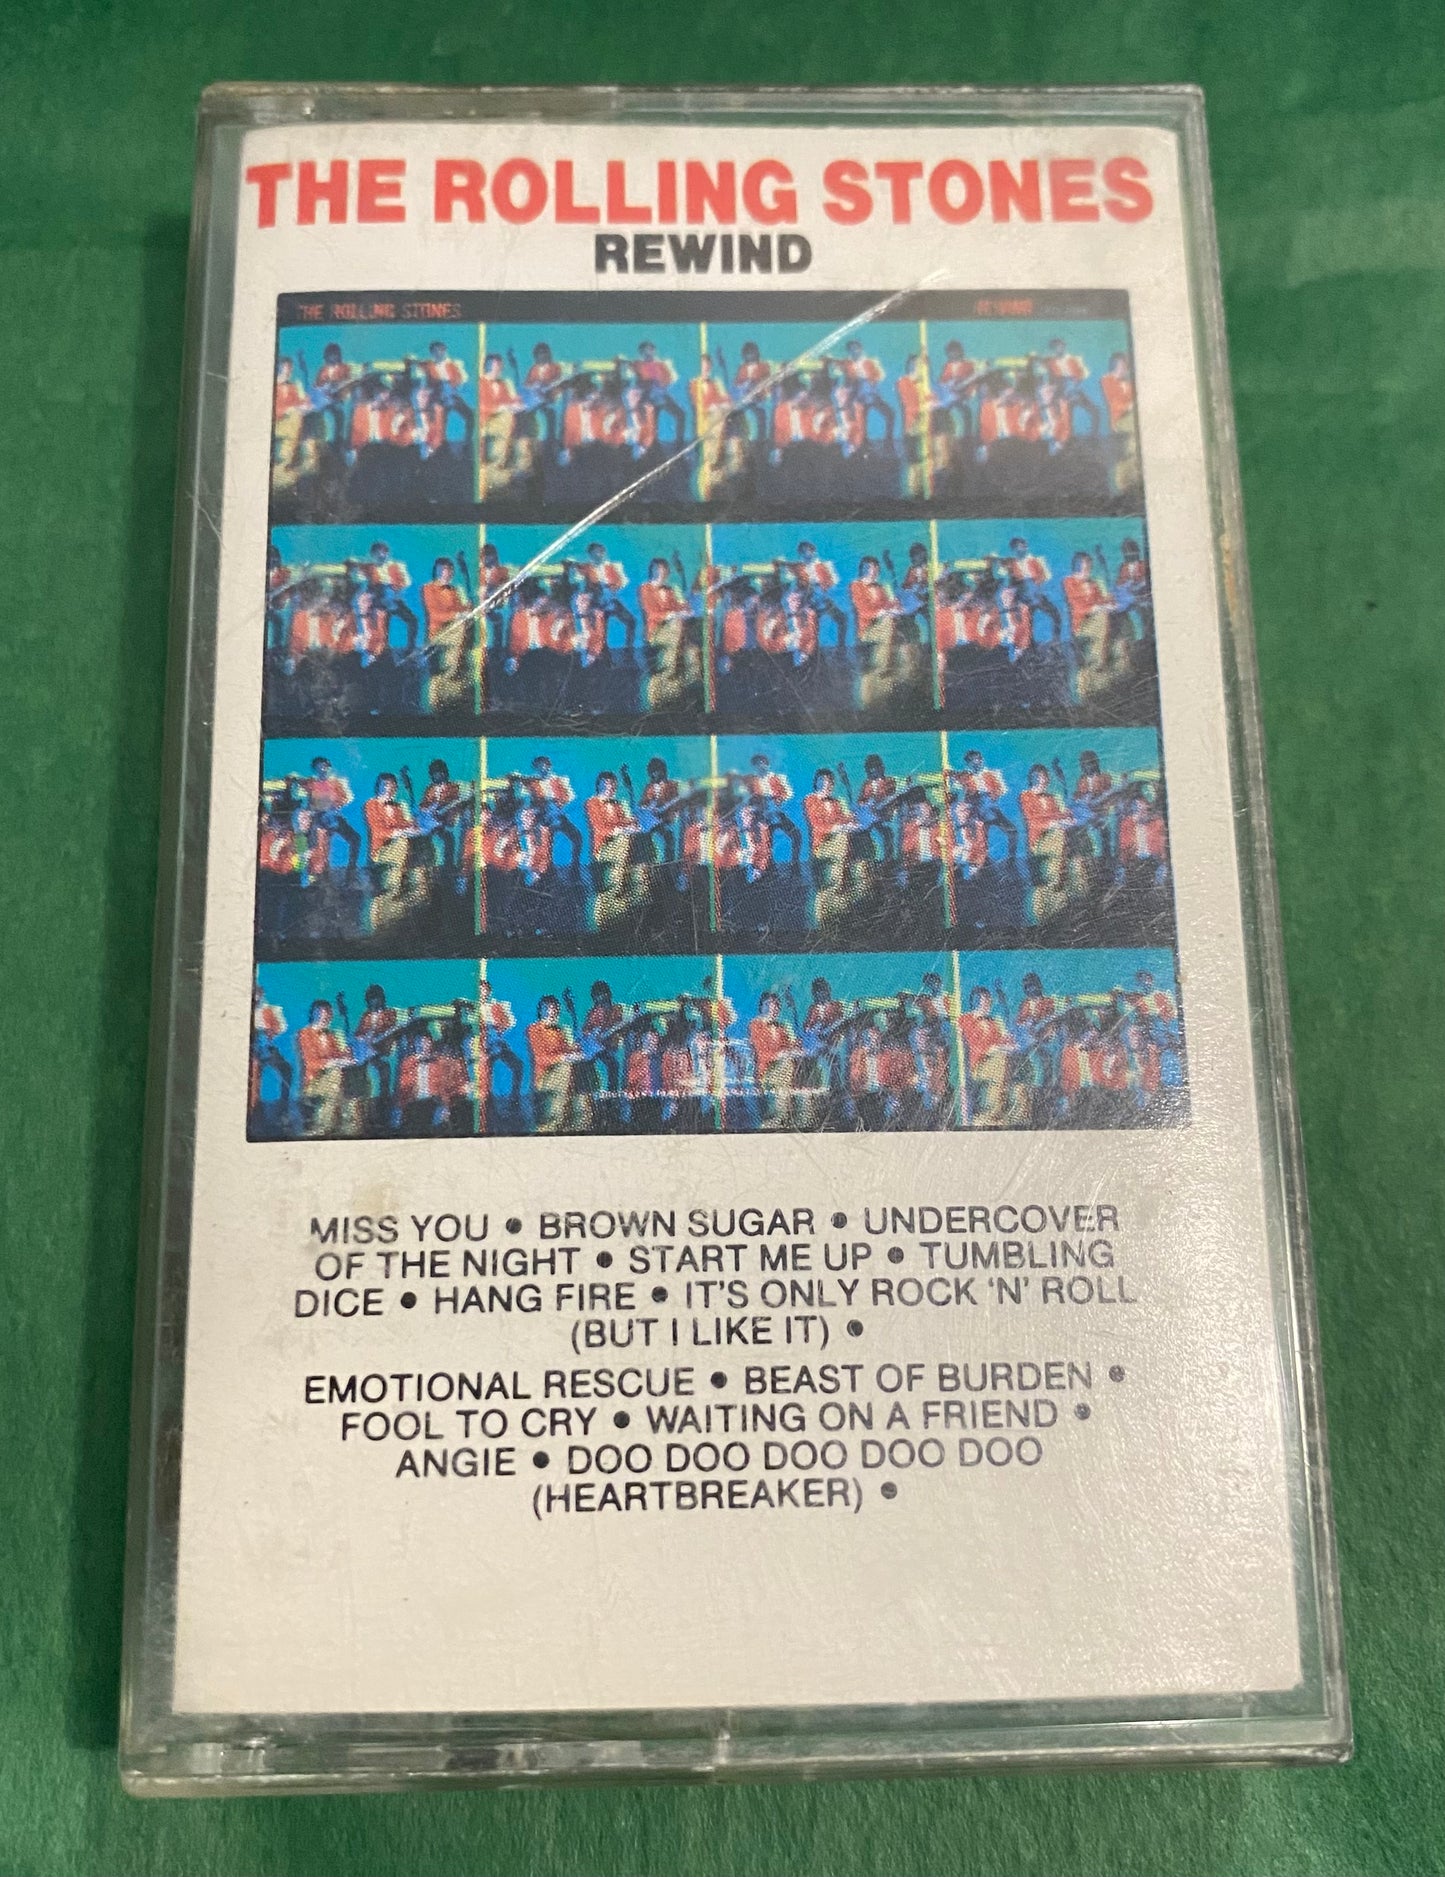 THE ROLLING STONES
REWIND
THE ROLLING STONES REWIND
MISS YOU • BROWN SUGAR • UNDERCOVER
OF THE NIGHT • START ME UP • TUMBLING
DICE • HANG FIRE • IT'S ONLY ROCK 'N' ROLL
(BUT I LIKE IT) •
EMOTIONAL RESCUE • BEAST OF BURDEN •
FOOL TO CRY • WAITING ON A FRIEND •
ANGIE • DOO DOO DOO DOO DOO
(HEARTBREAKER) •